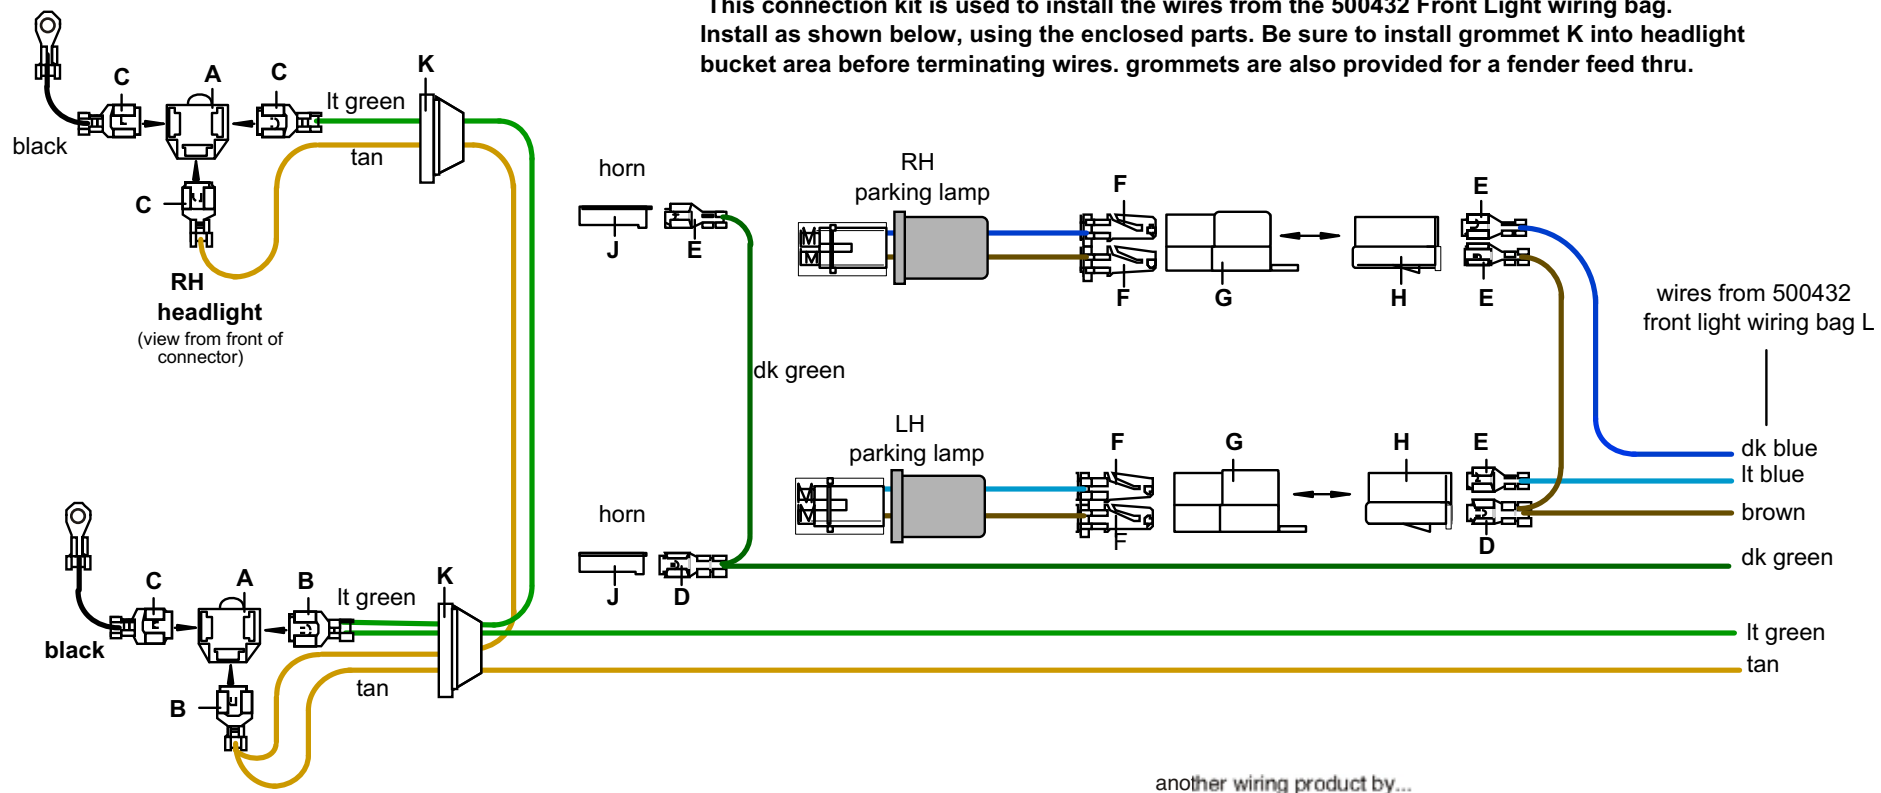 This connection kit is used to install the wires from the 500432 Front Light wiring bag.
Install as shown below, using the enclosed parts. Be sure to install grommet K into headlight
bucket area before terminating wires. grommets are also provided for a fender feed thru.
C
A
C
K
lt green
black
tan
C
RH
headlight
(view from front of
connector)
horn
J
E
dk green
RH
parking lamp
F
F
G
H
E
E
wires from 500432
front light wiring bag L
LH
parking lamp
F
F
G
H
E
D
dk blue
lt blue
brown
dk green
horn
J
D
C
A
B
K
lt green
black
B
tan
lt green
tan
another wiring product by...